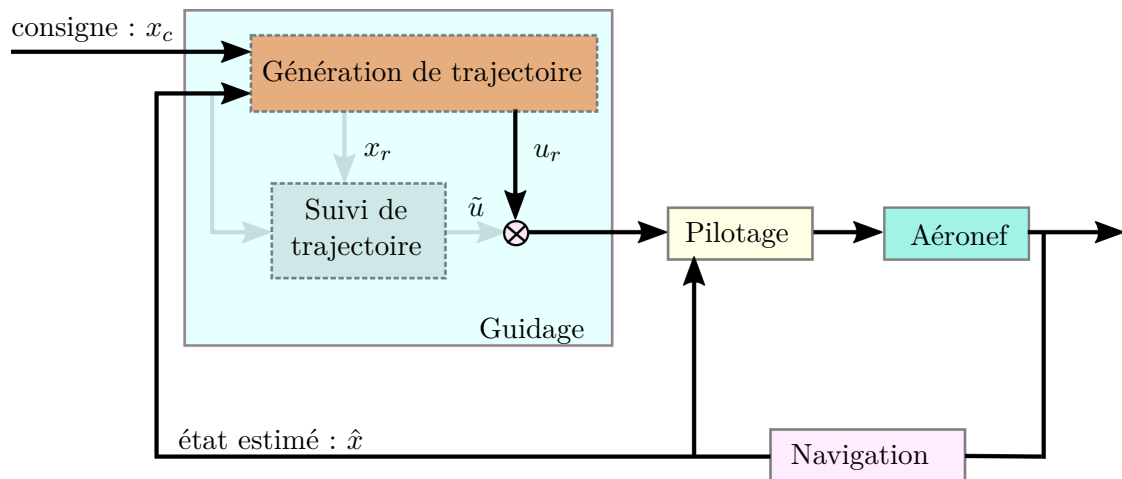 consigne : x_c
Génération de trajectoire
x_r
u_r
Suivi de
trajectoire
ũ
Pilotage
Aéronef
Guidage
état estimé : x̂
Navigation